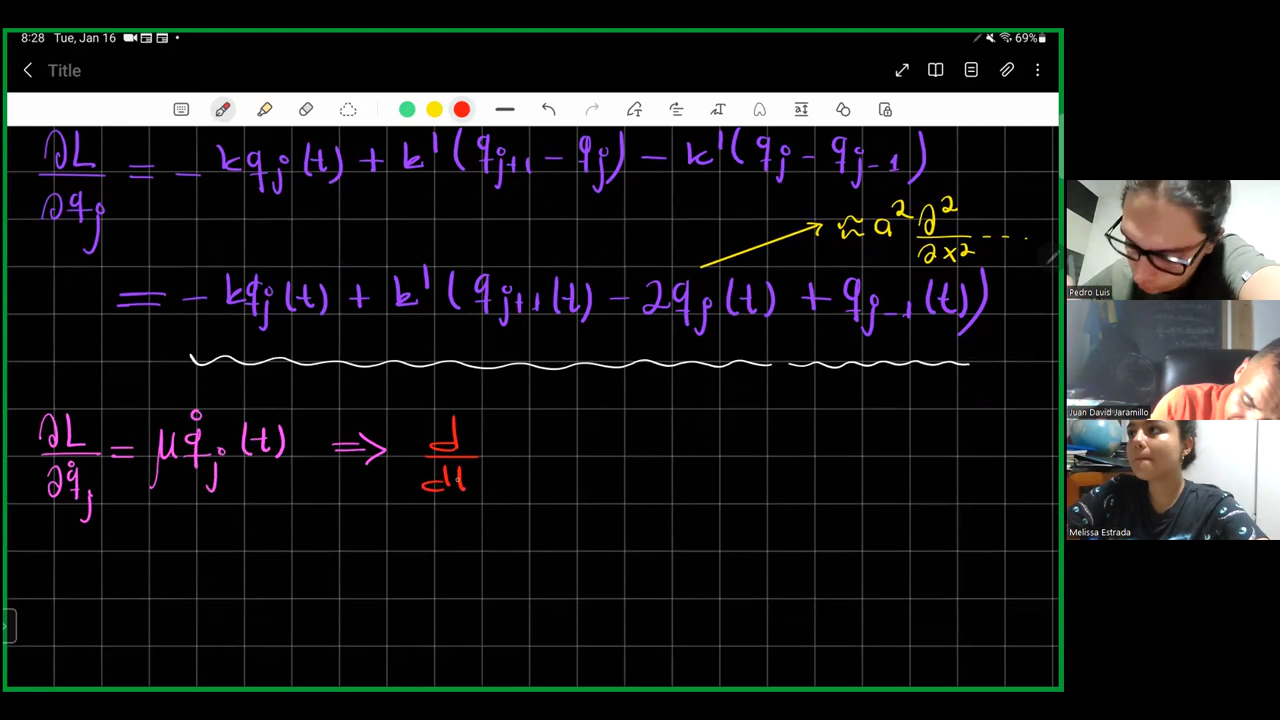 8:28 Tue, Jan 16
69%
Title
∂L/∂q_j = - kq_j(t) + k'(q_{j+1} - q_j) - k'(q_j - q_{j-1})
≈ a² ∂²/∂x² ----
= - kq_j(t) + k'(q_{j+1}(t) - 2q_j(t) + q_{j-1}(t))
∂L/∂q̇_j = μq̇_j(t) => d/dt
Pedro Luis
Juan David Jaramillo
Melissa Estrada